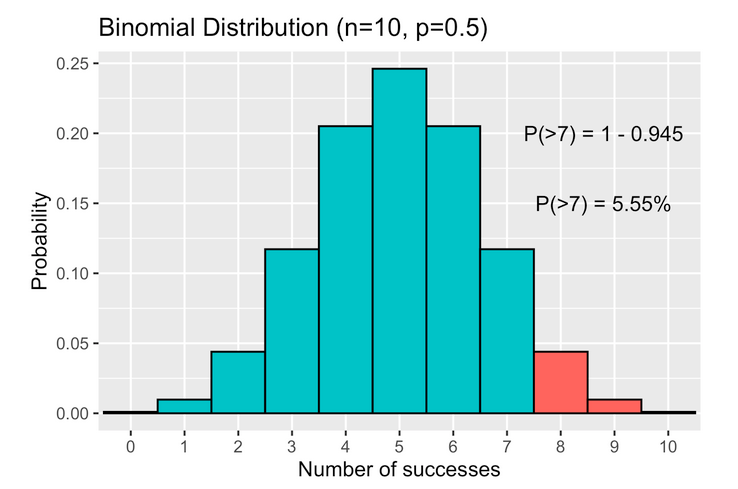 Binomial Distribution (n=10, p=0.5)
0.25
0.20
0.15
0.10
0.05
0.00
Probability
P(>7) = 1 - 0.945
P(>7) = 5.55%
0 1 2 3 4 5 6 7 8 9 10
Number of successes